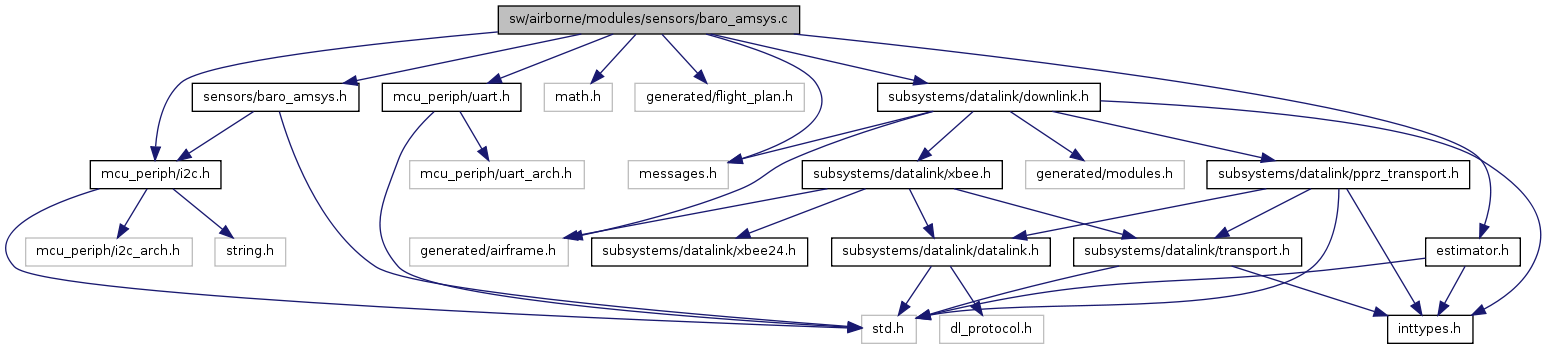 sw/airborne/modules/sensors/baro_amsys.c
sensors/baro_amsys.h
mcu_periph/uart.h
math.h
generated/flight_plan.h
subsystems/datalink/downlink.h
mcu_periph/i2c.h
mcu_periph/uart_arch.h
messages.h
subsystems/datalink/xbee.h
generated/modules.h
subsystems/datalink/pprz_transport.h
mcu_periph/i2c_arch.h
string.h
generated/airframe.h
subsystems/datalink/xbee24.h
subsystems/datalink/datalink.h
subsystems/datalink/transport.h
estimator.h
std.h
dl_protocol.h
inttypes.h